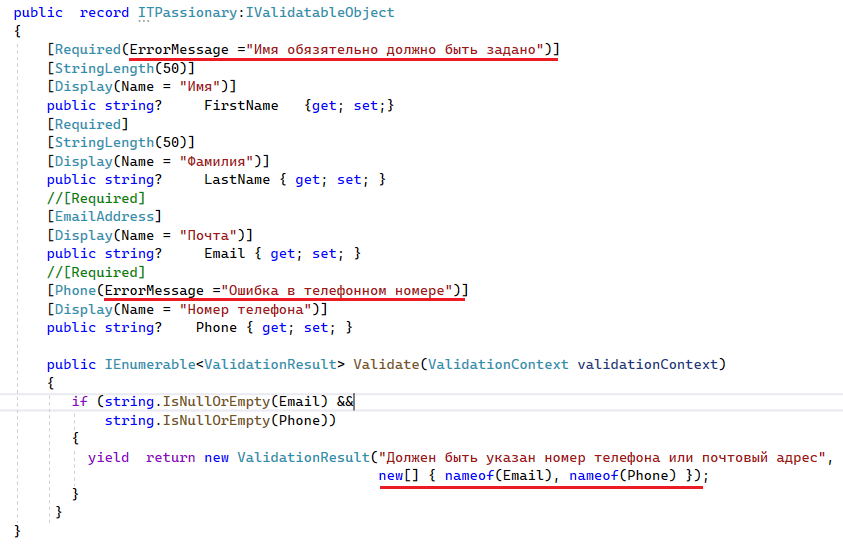 public  record ITPassionary:IValidatableObject
{
    [Required(ErrorMessage ="Имя обязятельно должно быть задано")]
    [StringLength(50)]
    [Display(Name = "Имя")]
    public string?     FirstName   {get; set;}
    [Required]
    [StringLength(50)]
    [Display(Name = "Фамилия")]
    public string?     LastName { get; set; }
    //[Required]
    [EmailAddress]
    [Display(Name = "Почта")]
    public string?     Email { get; set; }
    //[Required]
    [Phone(ErrorMessage ="Ошибка в телефонном номере")]
    [Display(Name = "Номер телефона")]
    public string?    Phone { get; set; }
    public IEnumerable<ValidationResult> Validate(ValidationContext validationContext)
    {
       if (string.IsNullOrEmpty(Email) &&
           string.IsNullOrEmpty(Phone))
       {
         yield  return new ValidationResult("Должен быть указан номер телефона или почтовый адрес",
                                            new[] { nameof(Email), nameof(Phone) });
       }
     }
}